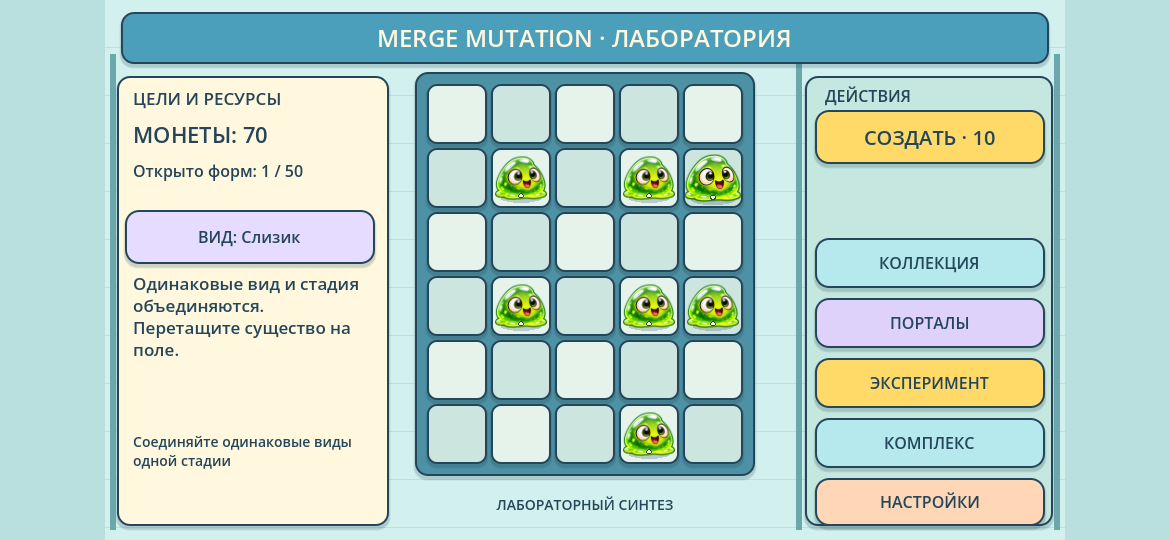 MERGE MUTATION · ЛАБОРАТОРИЯ
ЦЕЛИ И РЕСУРСЫ
МОНЕТЫ: 70
Открыто форм: 1 / 50
ВИД: Слизик
Одинаковые вид и стадия
объединяются.
Перетащите существо на
поле.
Соединяйте одинаковые виды
одной стадии
ЛАБОРАТОРНЫЙ СИНТЕЗ
ДЕЙСТВИЯ
СОЗДАТЬ · 10
КОЛЛЕКЦИЯ
ПОРТАЛЫ
ЭКСПЕРИМЕНТ
КОМПЛЕКС
НАСТРОЙКИ